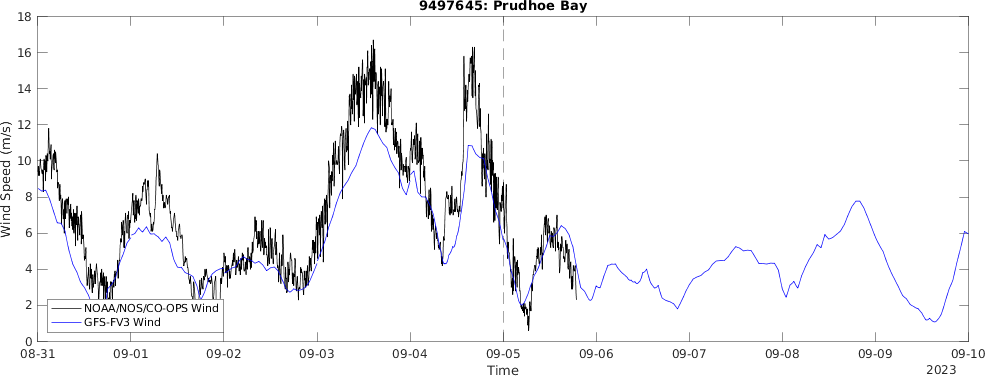 9497645: Prudhoe Bay
18
16
14
12
10
8
6
4
2
0
Wind Speed (m/s)
NOAA/NOS/CO-OPS Wind
GFS-FV3 Wind
08-31 09-01 09-02 09-03 09-04 09-05 09-06 09-07 09-08 09-09 09-10
Time
2023